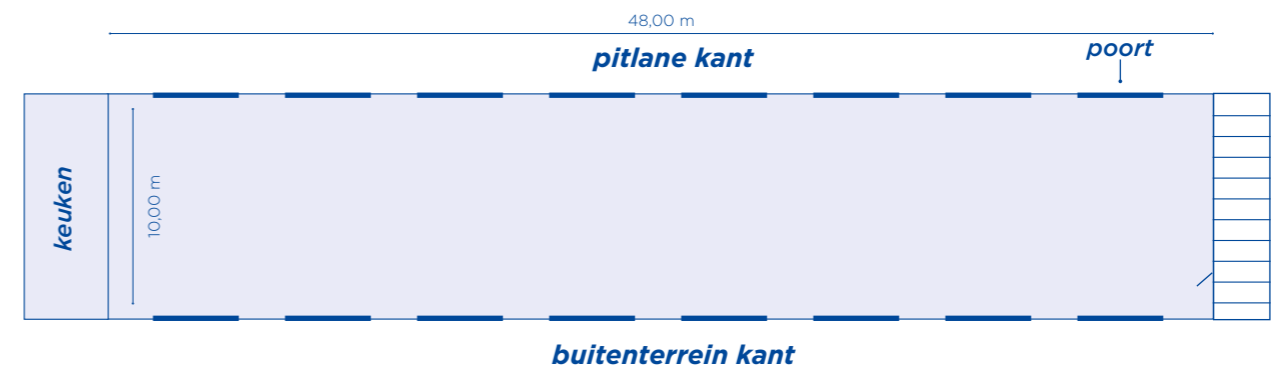 48,00 m
pitlane kant
poort
keuken
10,00 m
buitenterrein kant